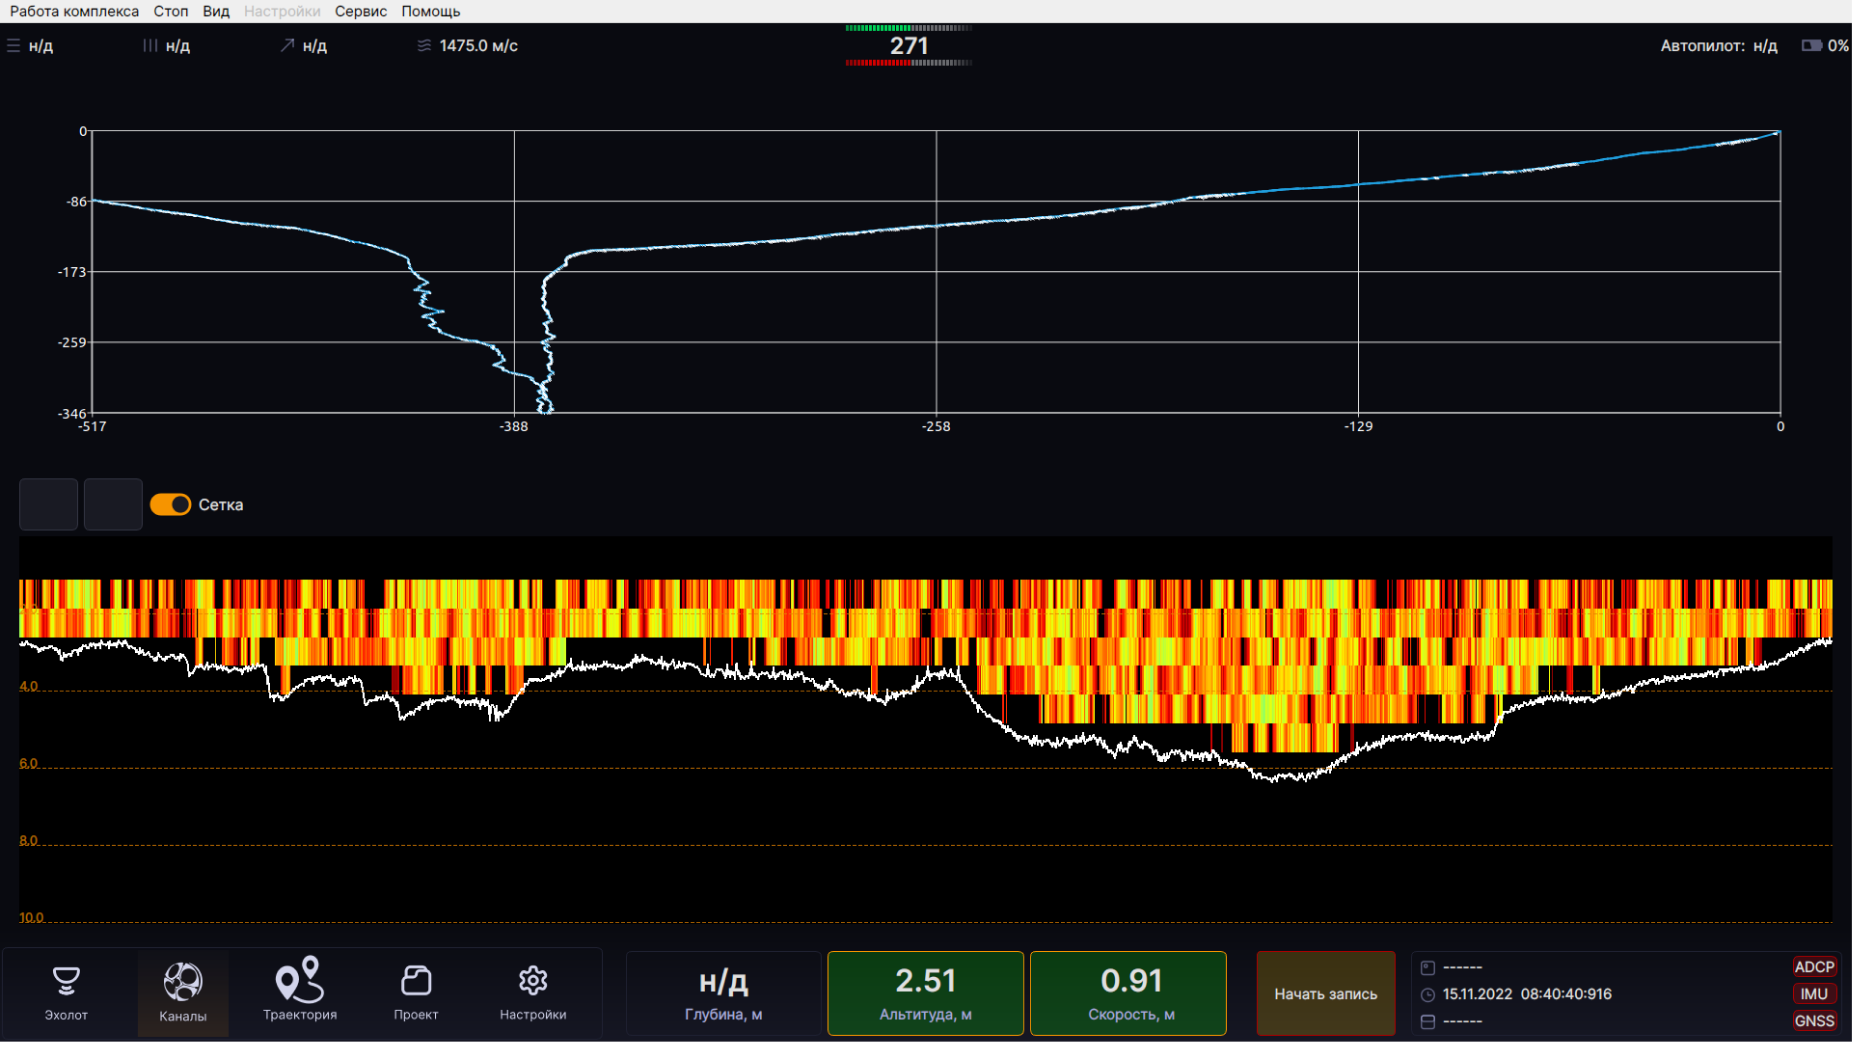 Работа комплекса Стоп Вид Настройки Сервис Помощь
н/д н/д н/д 1475.0 м/с 271 Автопилот: н/д 0%
0
-86
-173
-259
-346
-517 -388 -258 -129 0
Сетка
4.0
6.0
8.0
10.0
Эхолот Каналы Траектория Проект Настройки
н/д
Глубина, м
2.51
Альтитуда, м
0.91
Скорость, м
Начать запись
------ ADCP
15.11.2022 08:40:40:916 IMU
------ GNSS